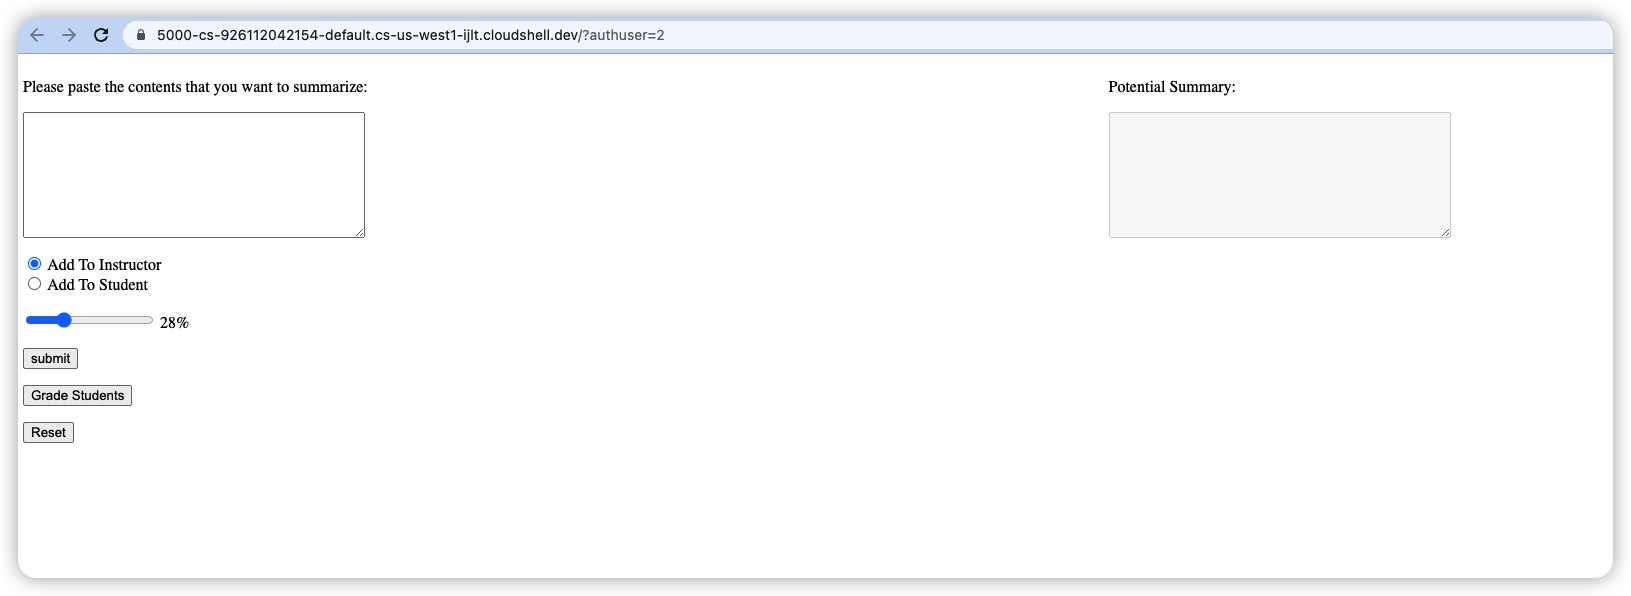 5000-cs-926112042154-default.cs-us-west1-ijlt.cloudshell.dev/?authuser=2
Please paste the contents that you want to summarize:
Potential Summary:
Add To Instructor
Add To Student
28%
submit
Grade Students
Reset